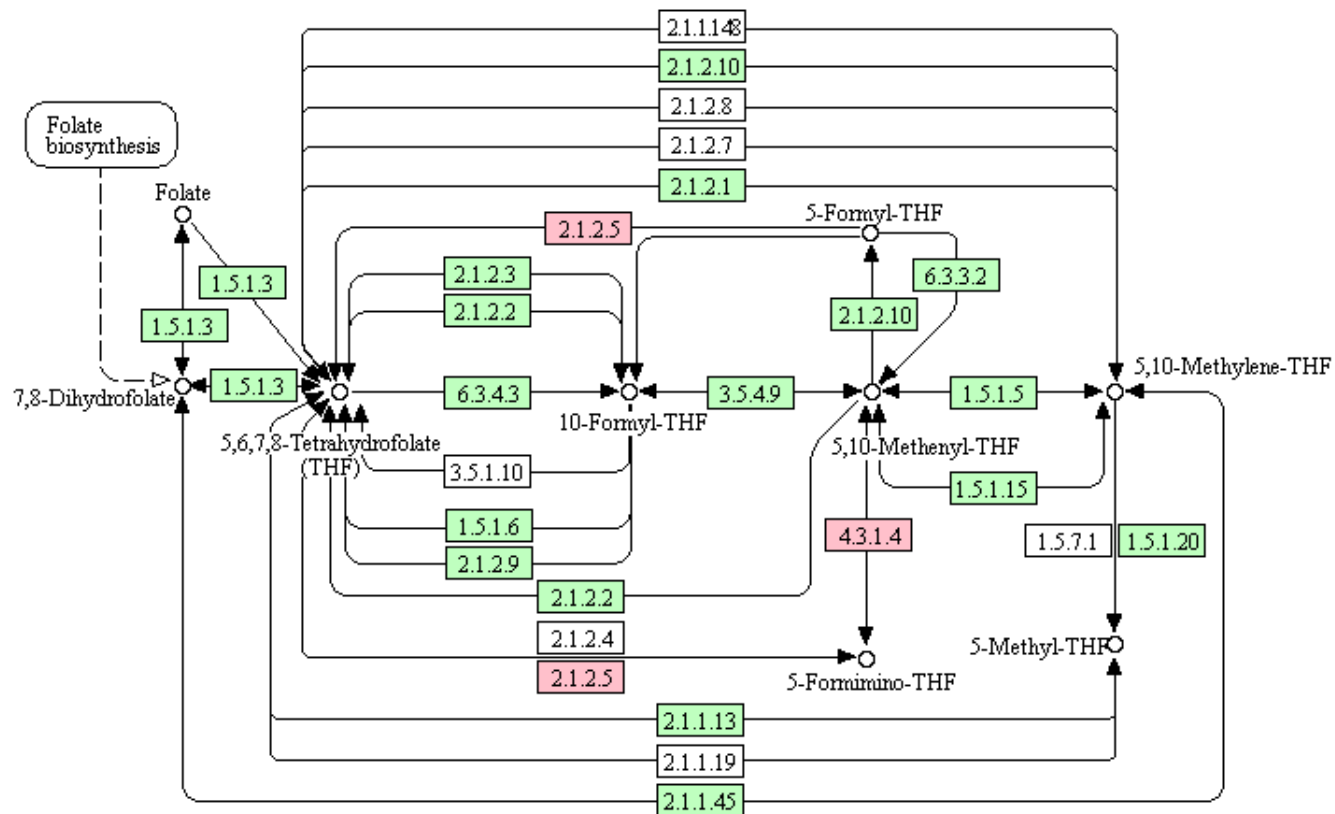 2.1.1.148
2.1.2.10
2.1.2.8
2.1.2.7
2.1.2.1
Folate
biosynthesis
Folate
5-Formyl-THF
2.1.2.5
1.5.1.3
2.1.2.3
6.3.3.2
2.1.2.2
2.1.2.10
1.5.1.3
5,10-Methylene-THF
1.5.1.3
7,8-Dihydrofolate
6.3.4.3
3.5.4.9
1.5.1.5
10-Formyl-THF
5,6,7,8-Tetrahydrofolate
(THF)
5,10-Methenyl-THF
3.5.1.10
1.5.1.15
1.5.1.6
4.3.1.4
1.5.7.1
1.5.1.20
2.1.2.9
2.1.2.2
2.1.2.4
5-Methyl-THF
2.1.2.5
5-Formimino-THF
2.1.1.13
2.1.1.19
2.1.1.45